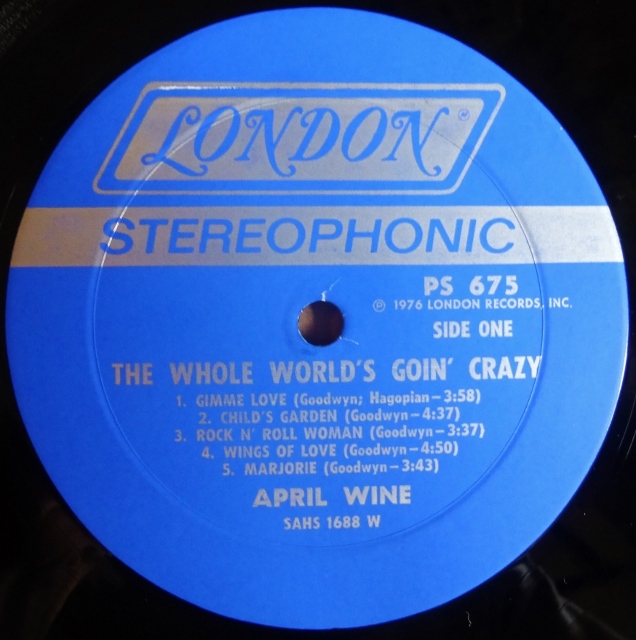 LONDON®
STEREOPHONIC
PS 675
℗ 1976 LONDON RECORDS, INC.
SIDE ONE
THE WHOLE WORLD'S GOIN' CRAZY
1. GIMME LOVE (Goodwyn; Hagopian-3:58)
2. CHILD'S GARDEN (Goodwyn-4:37)
3. ROCK N' ROLL WOMAN (Goodwyn-3:37)
4. WINGS OF LOVE (Goodwyn-4:50)
5. MARJORIE (Goodwyn-3:43)
APRIL WINE
SAHS 1688 W